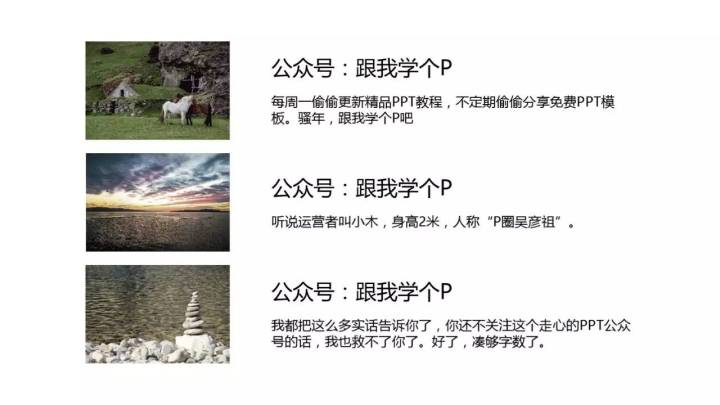 公众号：跟我学个P
每周一偷偷更新精品PPT教程，不定期偷偷分享免费PPT模
板。骚年，跟我学个P吧
公众号：跟我学个P
听说运营者叫小木，身高2米，人称“P圈吴彦祖”。
公众号：跟我学个P
我都把这么多实话告诉你了，你还不关注这个走心的PPT公众
号的话，我也救不了你了。好了，凑够字数了。